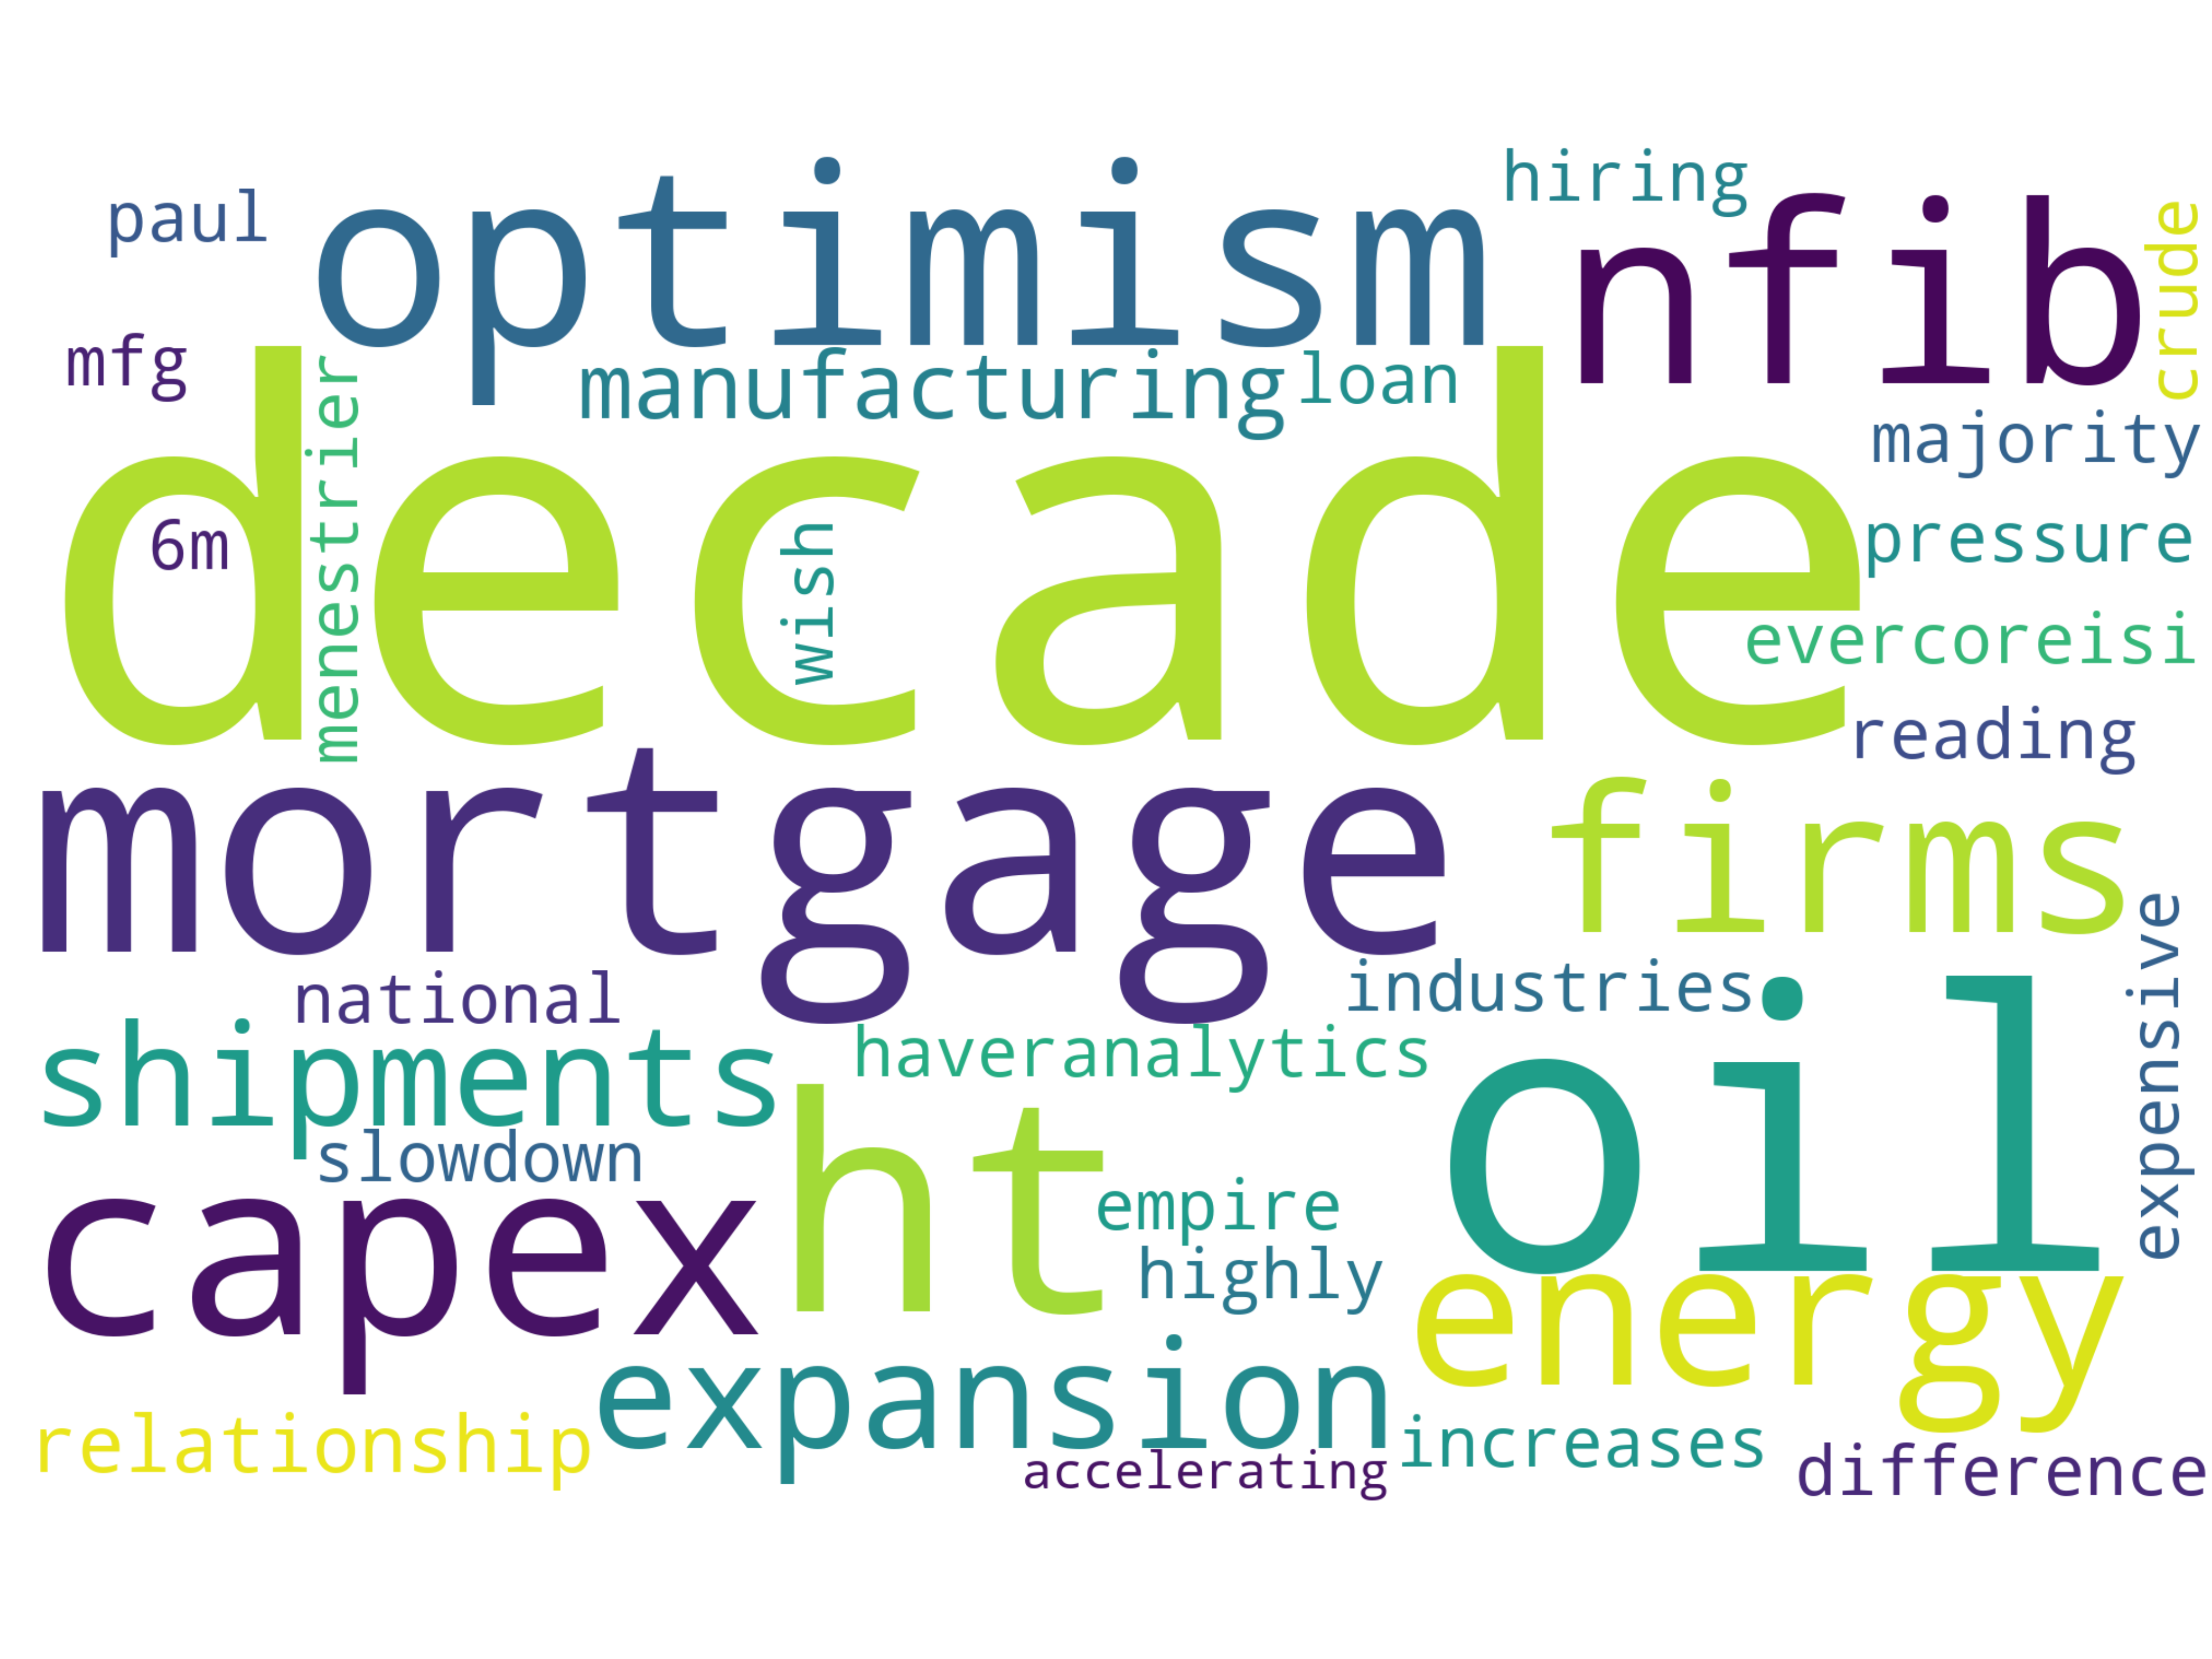 hiring
paul
optimism
nfib
crude
mfg
menestrier
manufacturing
loan
majority
decade
6m
wish
pressure
evercoreisi
reading
mortgage
firms
expensive
national
industries
shipments
haveranalytics
oil
slowdown
ht
capex
empire
highly
energy
expansion
relationship
increases
accelerating
difference